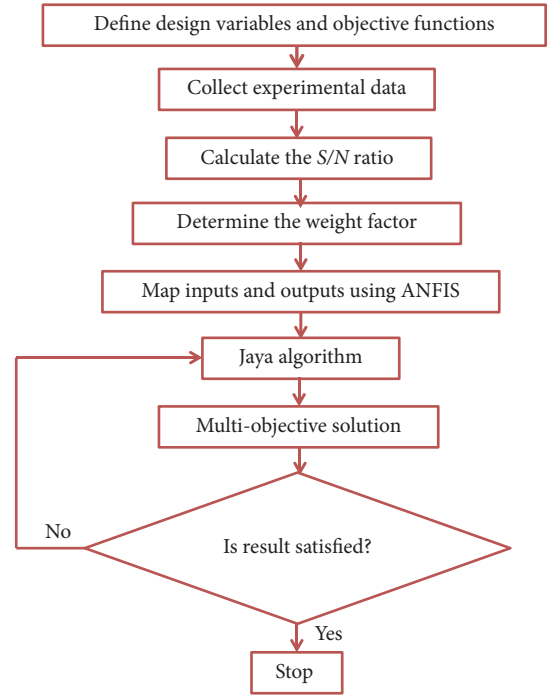 Define design variables and objective functions
Collect experimental data
Calculate the S/N ratio
Determine the weight factor
Map inputs and outputs using ANFIS
Jaya algorithm
Multi-objective solution
No
Is result satisfied?
Yes
Stop